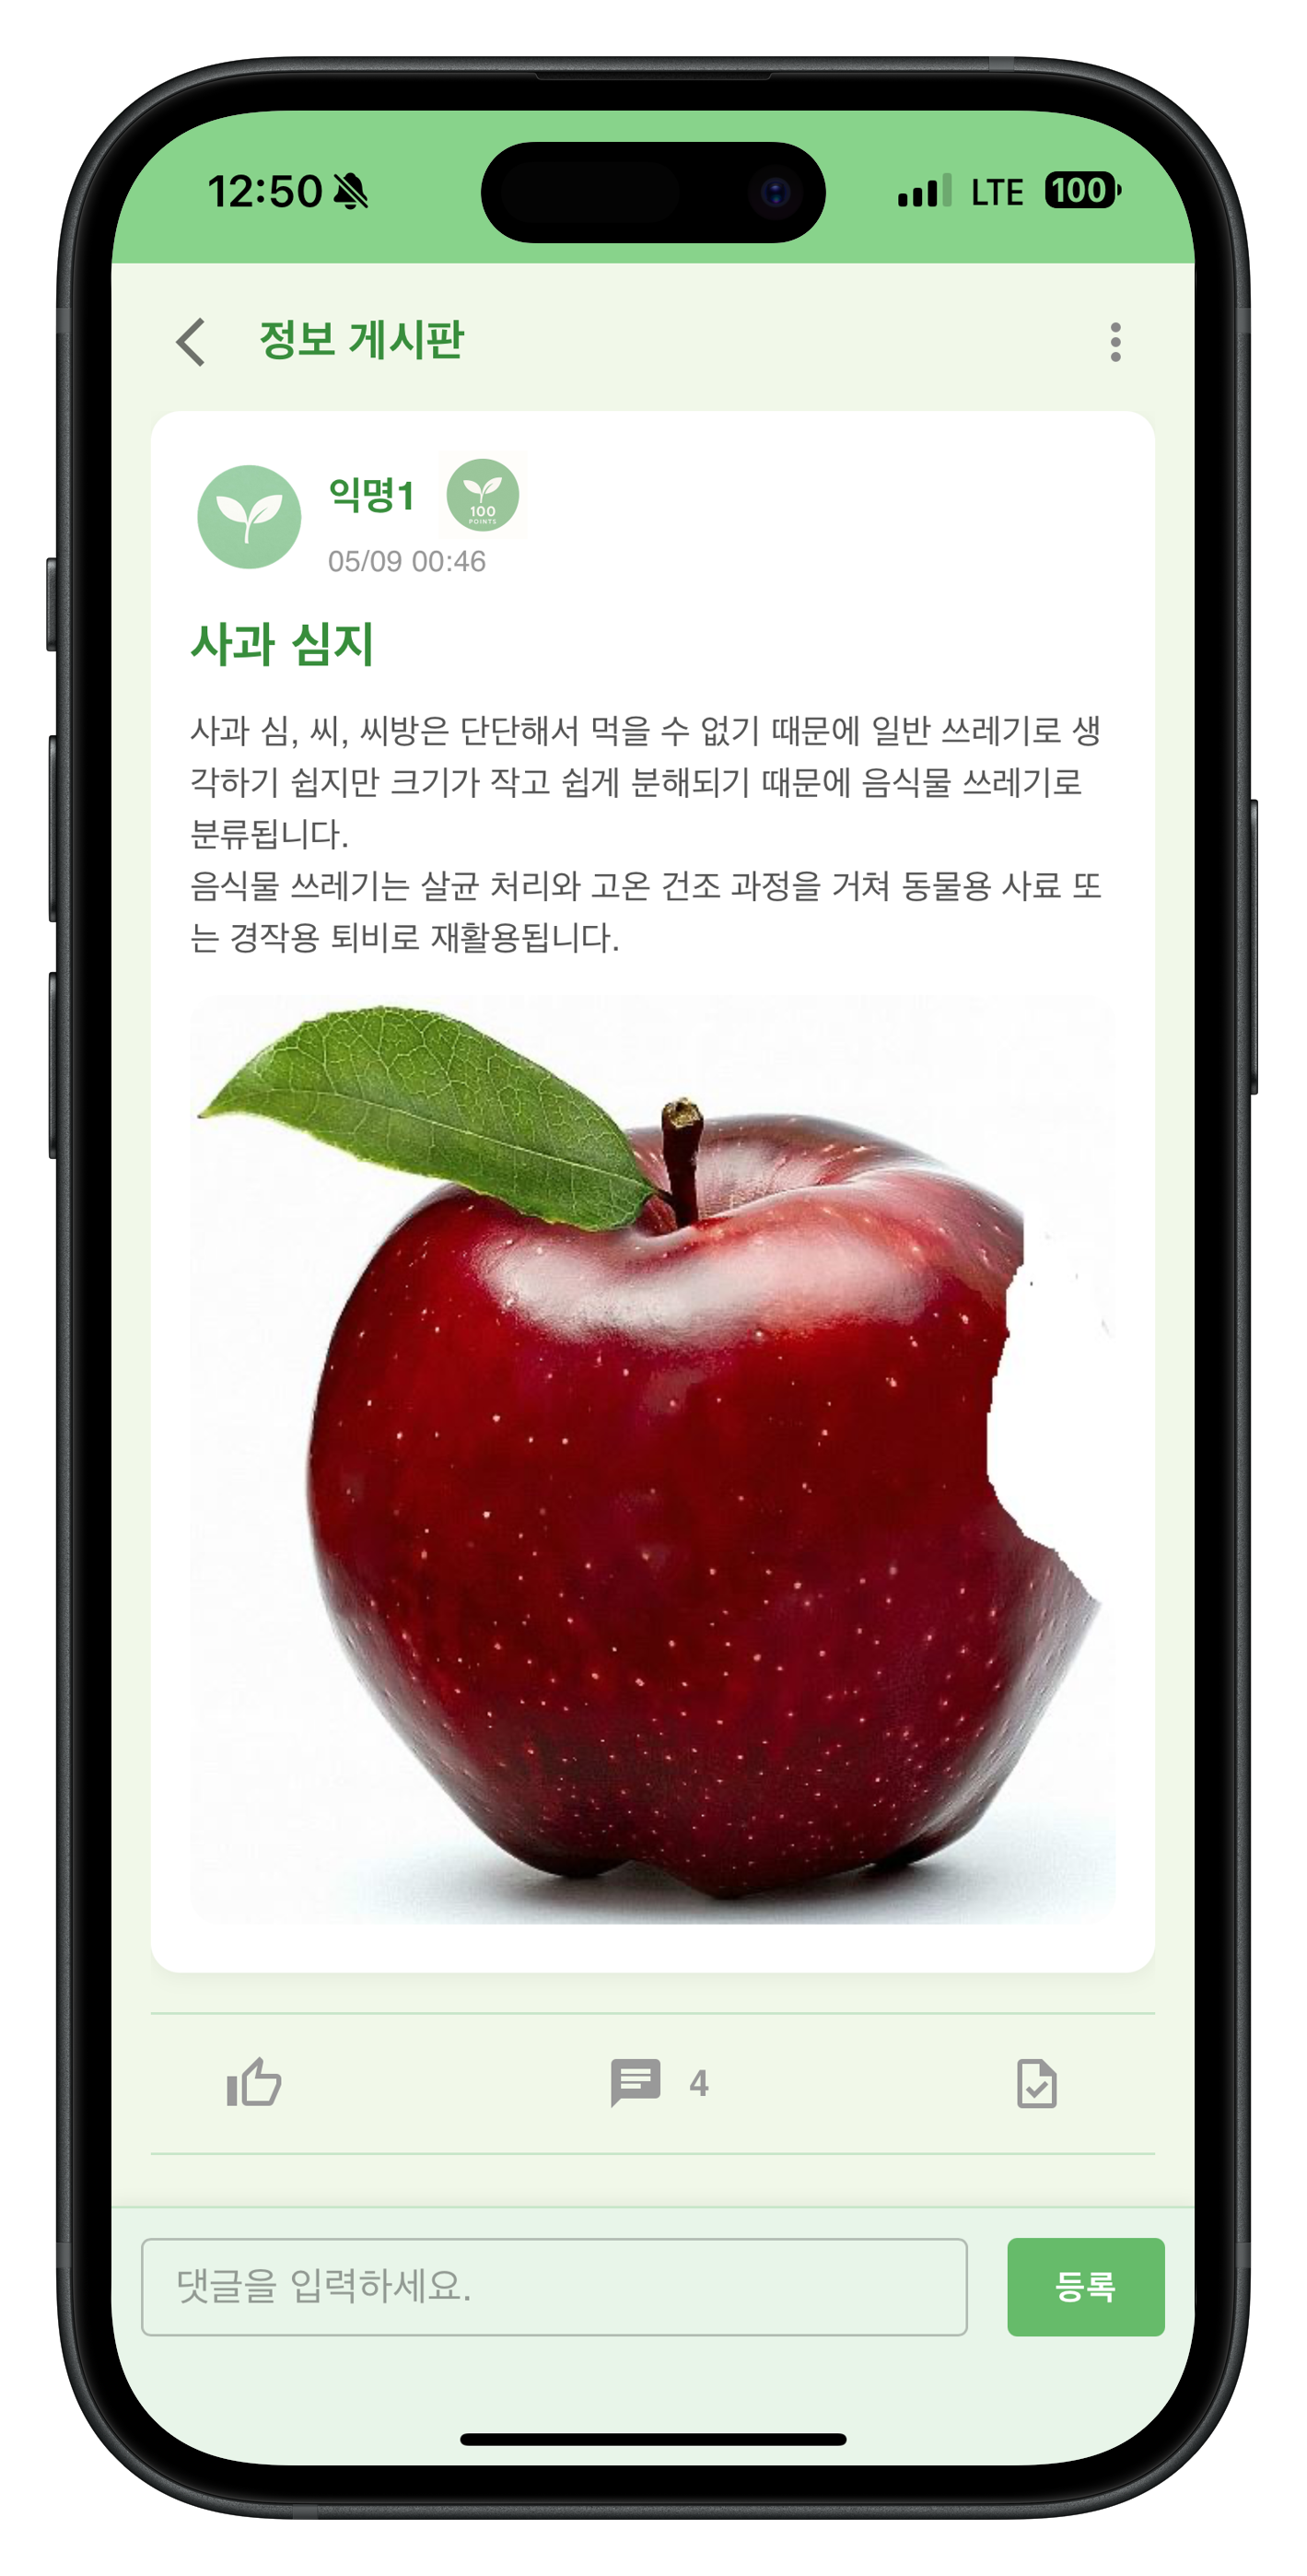 12:50 LTE 100
정보 게시판
익명1
100
POINTS
05/09 00:46
사과 심지
사과 심, 씨, 씨방은 단단해서 먹을 수 없기 때문에 일반 쓰레기로 생
각하기 쉽지만 크기가 작고 쉽게 분해되기 때문에 음식물 쓰레기로
분류됩니다.
음식물 쓰레기는 살균 처리와 고온 건조 과정을 거쳐 동물용 사료 또
는 경작용 퇴비로 재활용됩니다.
4
댓글을 입력하세요.
등록